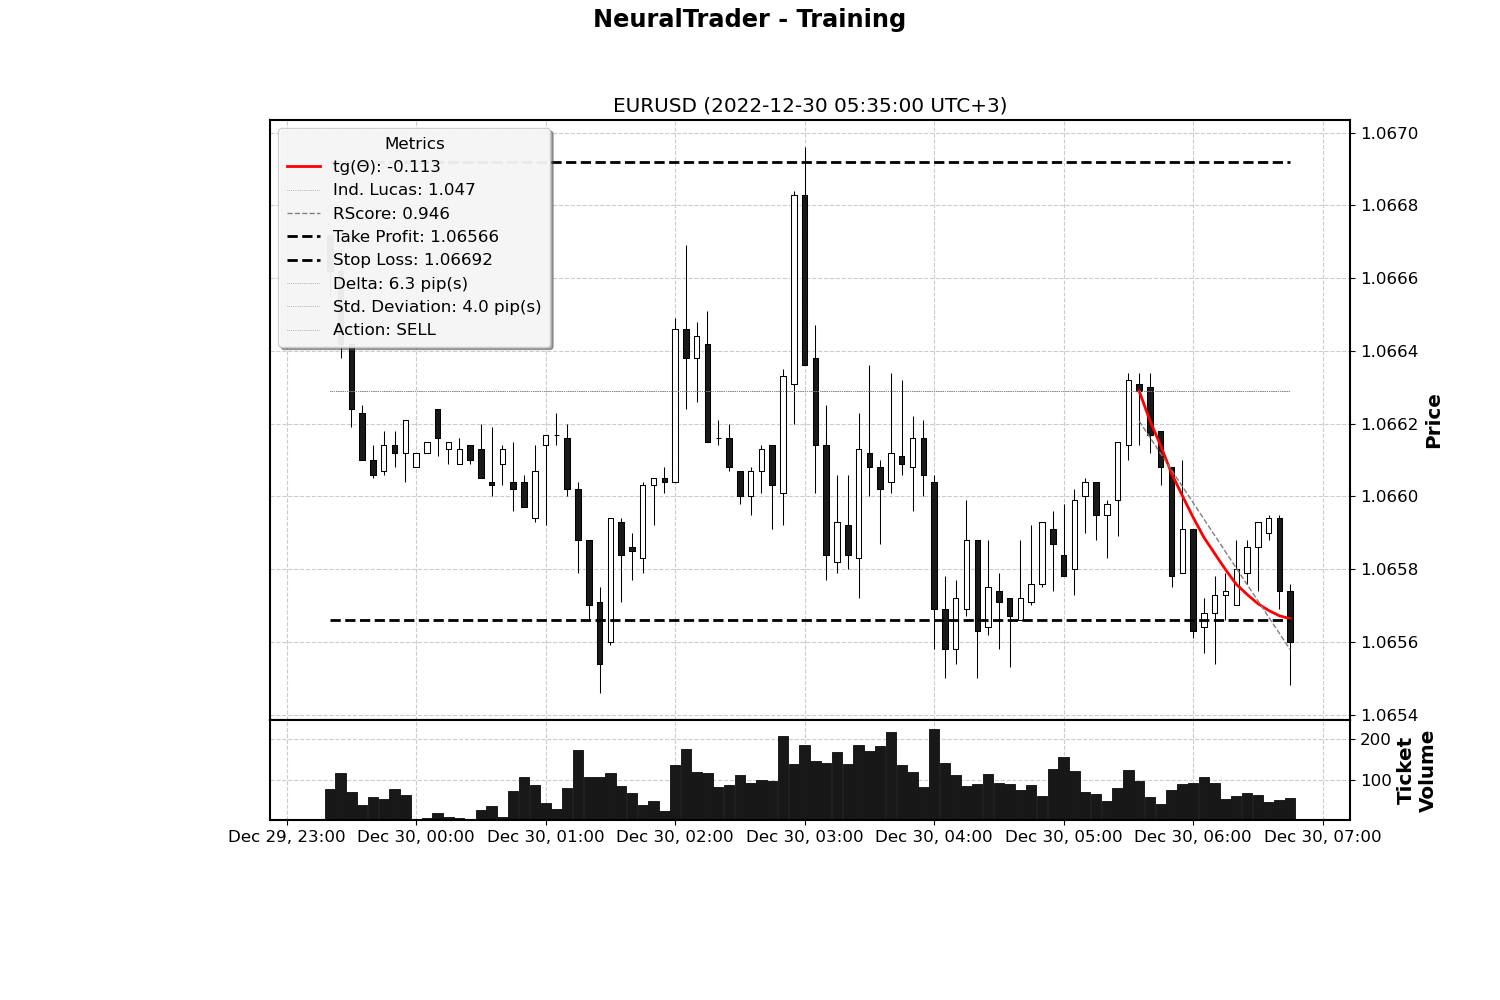 NeuralTrader - Training
EURUSD (2022-12-30 05:35:00 UTC+3)
Metrics
tg(Θ): -0.113
Ind. Lucas: 1.047
RScore: 0.946
Take Profit: 1.06566
Stop Loss: 1.06692
Delta: 6.3 pip(s)
Std. Deviation: 4.0 pip(s)
Action: SELL
1.0670
1.0668
1.0666
1.0664
1.0662
1.0660
1.0658
1.0656
1.0654
Price
200
100
Ticket
Volume
Dec 29, 23:00 Dec 30, 00:00 Dec 30, 01:00 Dec 30, 02:00 Dec 30, 03:00 Dec 30, 04:00 Dec 30, 05:00 Dec 30, 06:00 Dec 30, 07:00